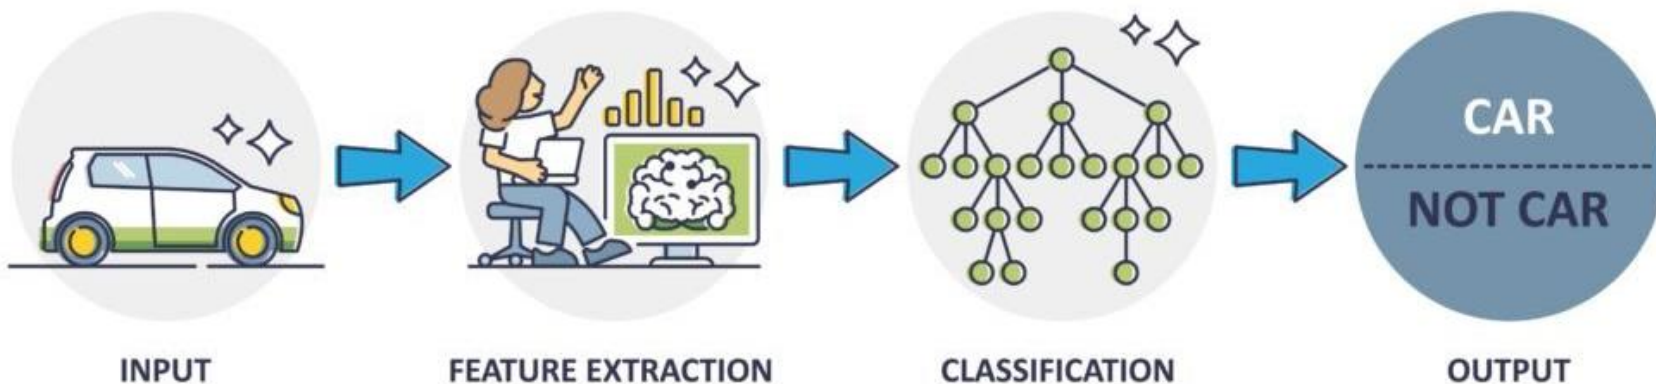 CAR
NOT CAR
INPUT
FEATURE EXTRACTION
CLASSIFICATION
OUTPUT